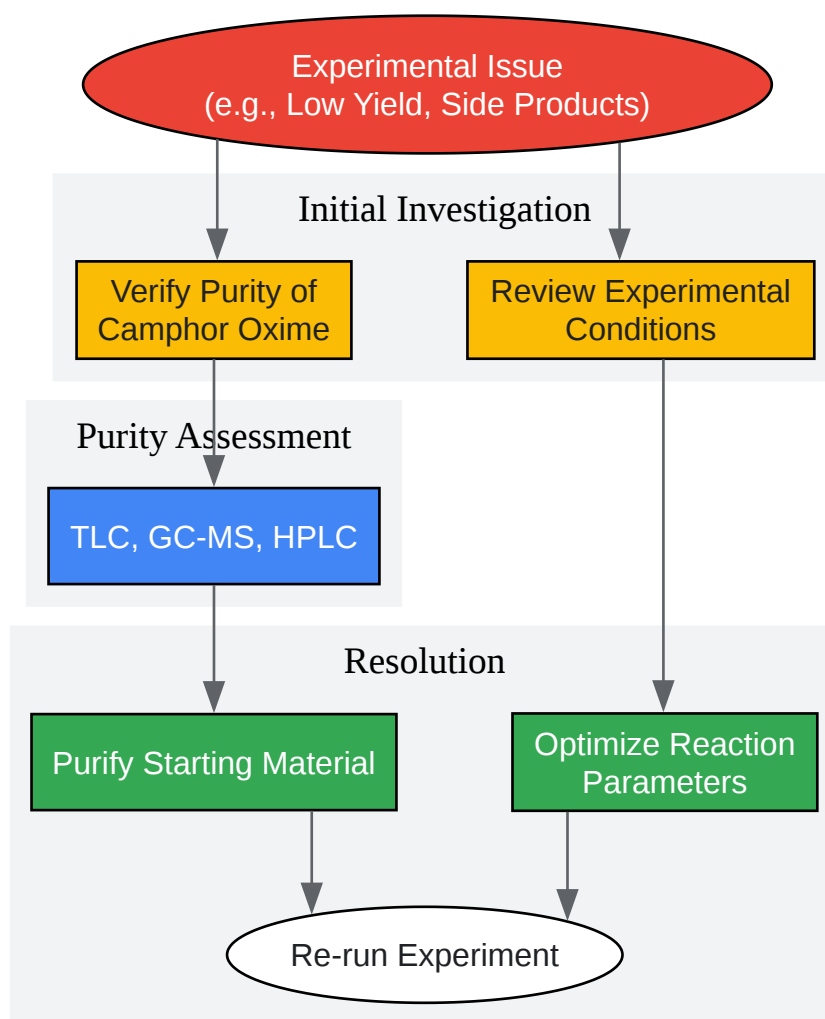 Experimental Issue
(e.g., Low Yield, Side Products)
Initial Investigation
Verify Purity of
Camphor Oxime
Review Experimental
Conditions
Purity Assessment
TLC, GC-MS, HPLC
Resolution
Purify Starting Material
Optimize Reaction
Parameters
Re-run Experiment